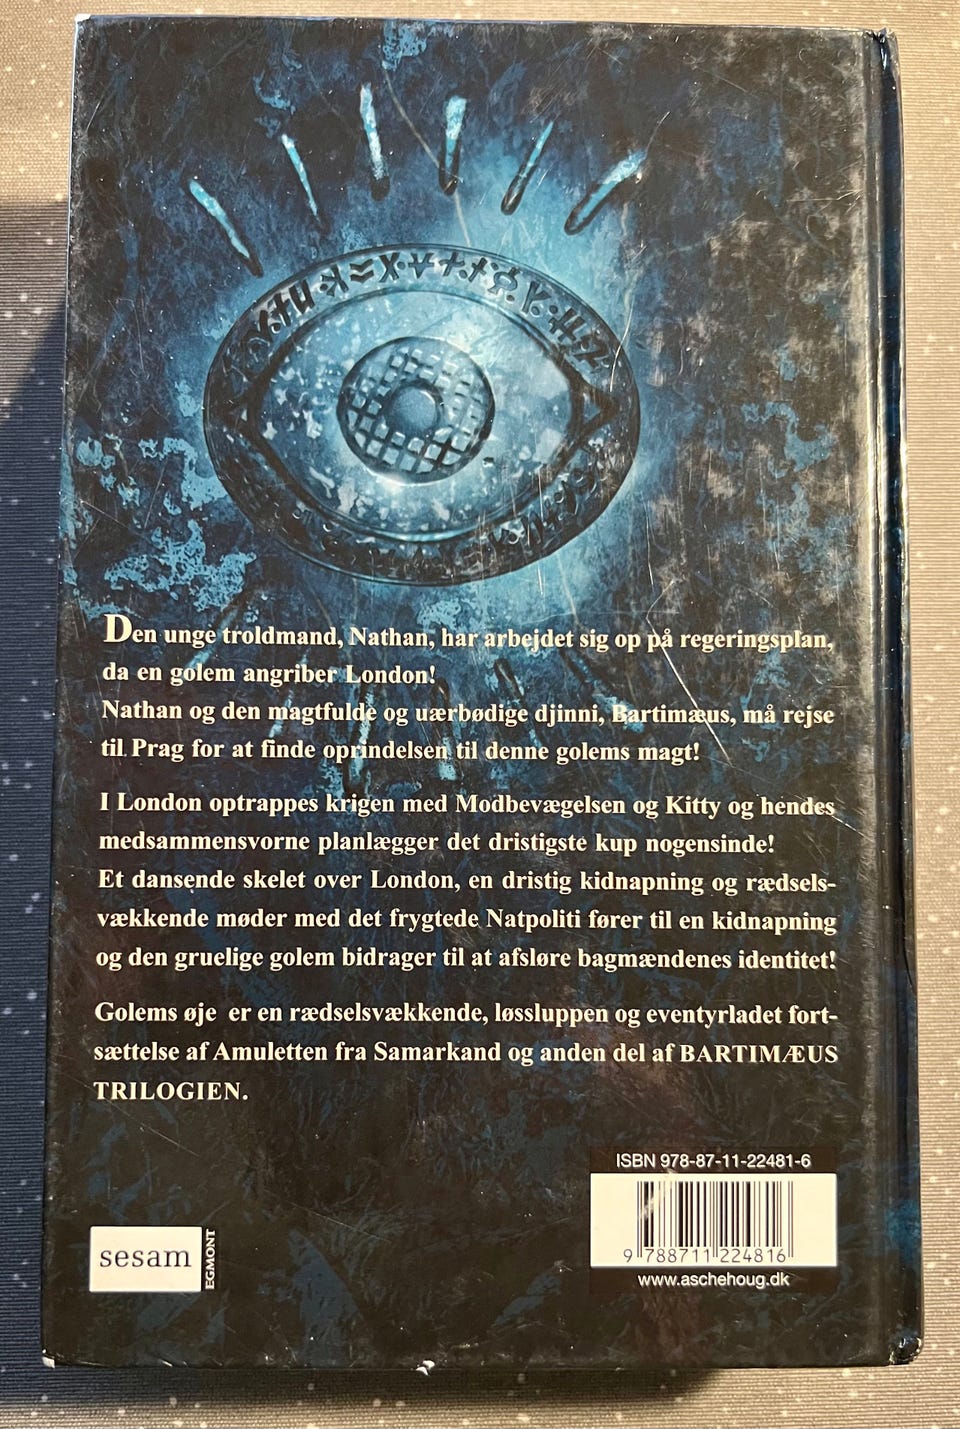 Den unge troldmand, Nathan, har arbejdet sig op på regeringsplan,
da en golem angriber London!
Nathan og den magtfulde og uærbødige djinni, Bartimæus, må rejse
til Prag for at finde oprindelsen til denne golems magt!
I London optrappes krigen med Modbevægelsen og Kitty og hendes
medsammensvorne planlægger det dristigste kup nogensinde!
Et dansende skelet over London, en dristig kidnapning og rædsels-
vækkende møder med det frygtede Natpoliti fører til en kidnapning
og den gruelige golem bidrager til at afsløre bagmændenes identitet!
Golems øje er en rædselsvækkende, løssluppen og eventyrladet fort-
sættelse af Amuletten fra Samarkand og anden del af BARTIMÆUS
TRILOGIEN.
ISBN 978-87-11-22481-6
9 788711 224816
www.aschehoug.dk
sesam
EGMONT